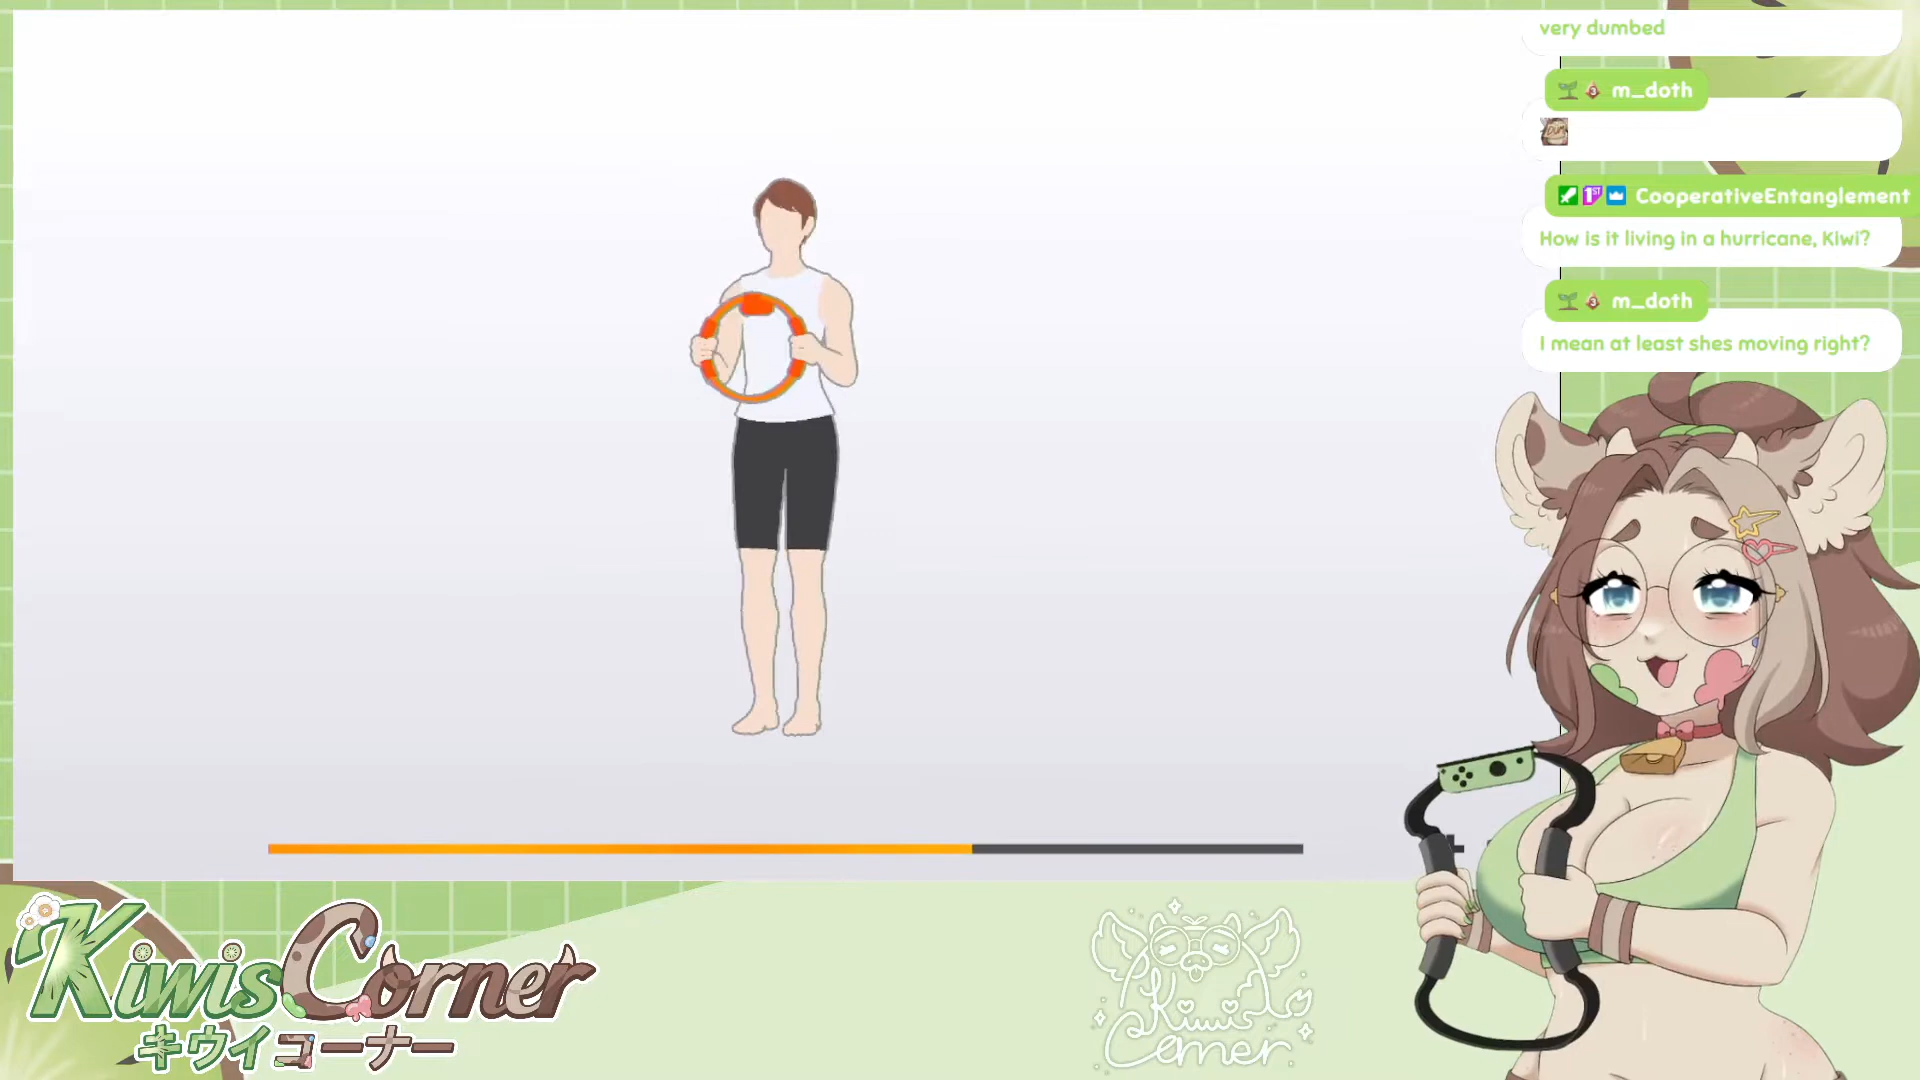 very dumbed
m_doth
DUM
CooperativeEntanglement
How is it living in a hurricane, Kiwi?
m_doth
I mean at least shes moving right?
KiwisCorner
キウイコーナー
Kiwis
Corner